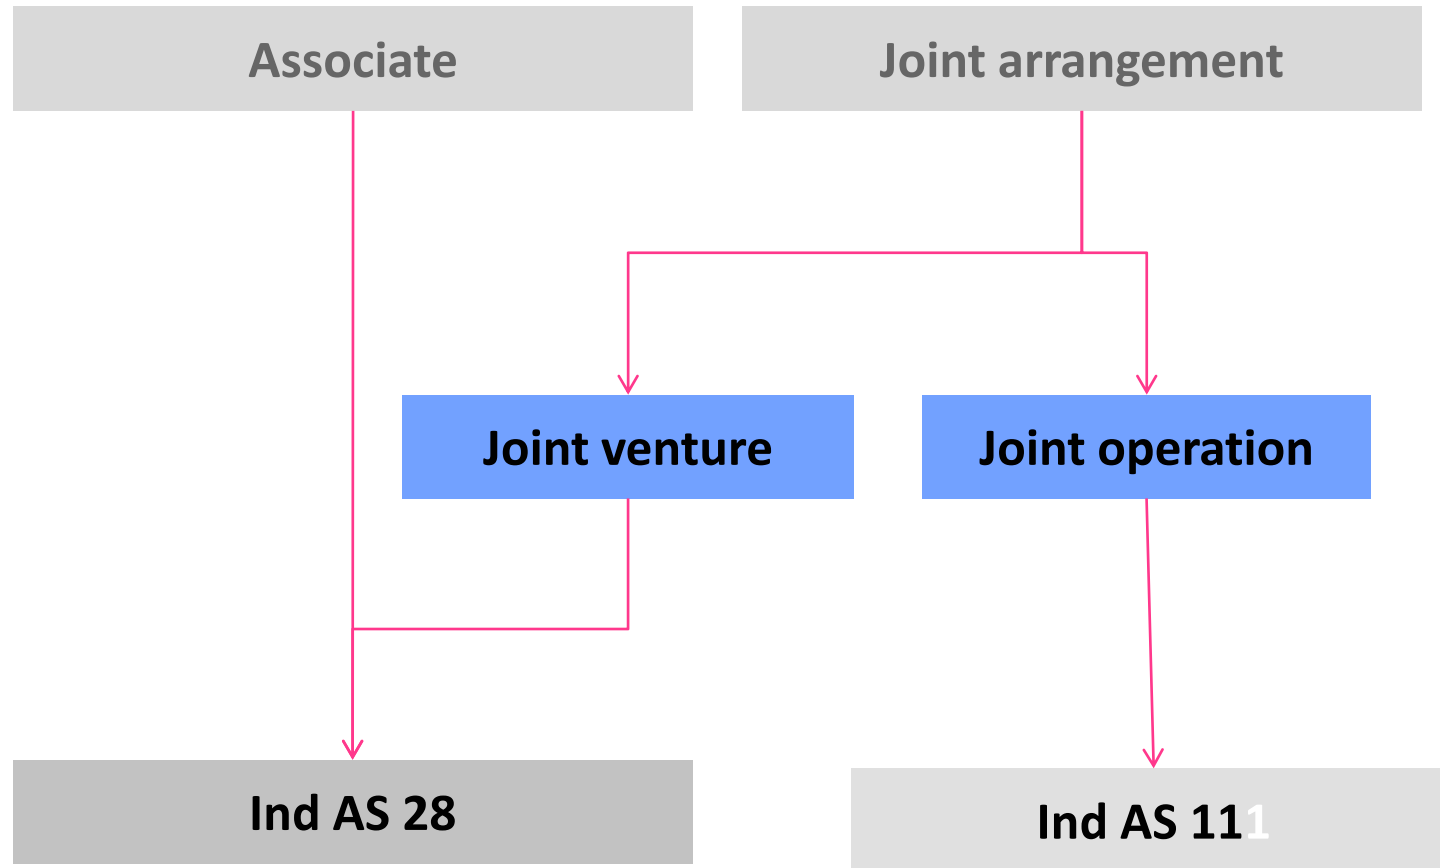 Associate
Joint arrangement
Joint venture
Joint operation
Ind AS 28
Ind AS 111